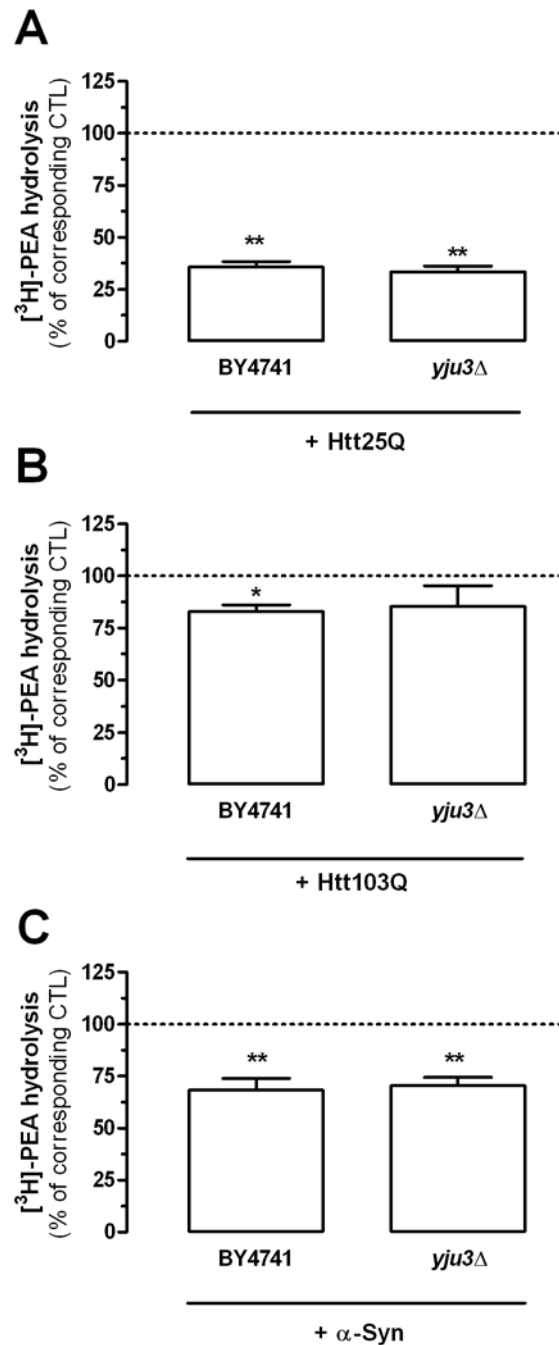 A
[³H]-PEA hydrolysis
(% of corresponding CTL)
125
100
75
50
25
0
**
**
BY4741
yju3Δ
+ Htt25Q
B
[³H]-PEA hydrolysis
(% of corresponding CTL)
125
100
75
50
25
0
*
BY4741
yju3Δ
+ Htt103Q
C
[³H]-PEA hydrolysis
(% of corresponding CTL)
125
100
75
50
25
0
**
**
BY4741
yju3Δ
+ α-Syn